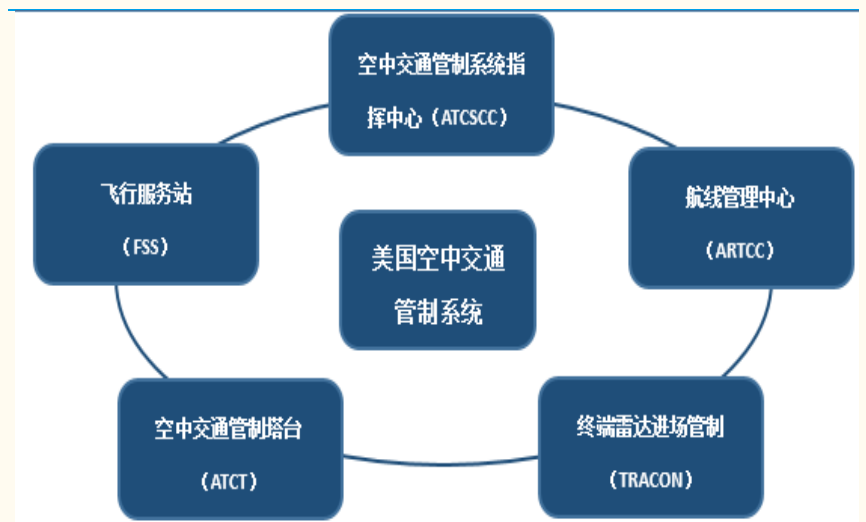 空中交通管制系统指
挥中心（ATCSCC）
飞行服务站
（FSS）
航线管理中心
（ARTCC）
美国空中交通
管制系统
空中交通管制塔台
（ATCT）
终端雷达进场管制
（TRACON）